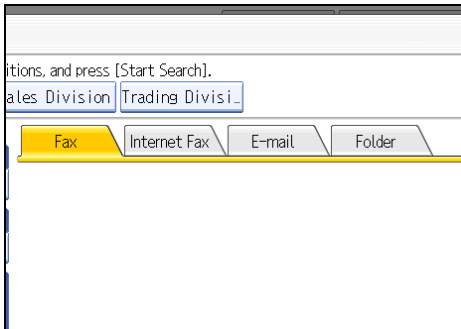 itions, and press [Start Search].
ales Division Trading Divisi..
Fax Internet Fax E-mail Folder